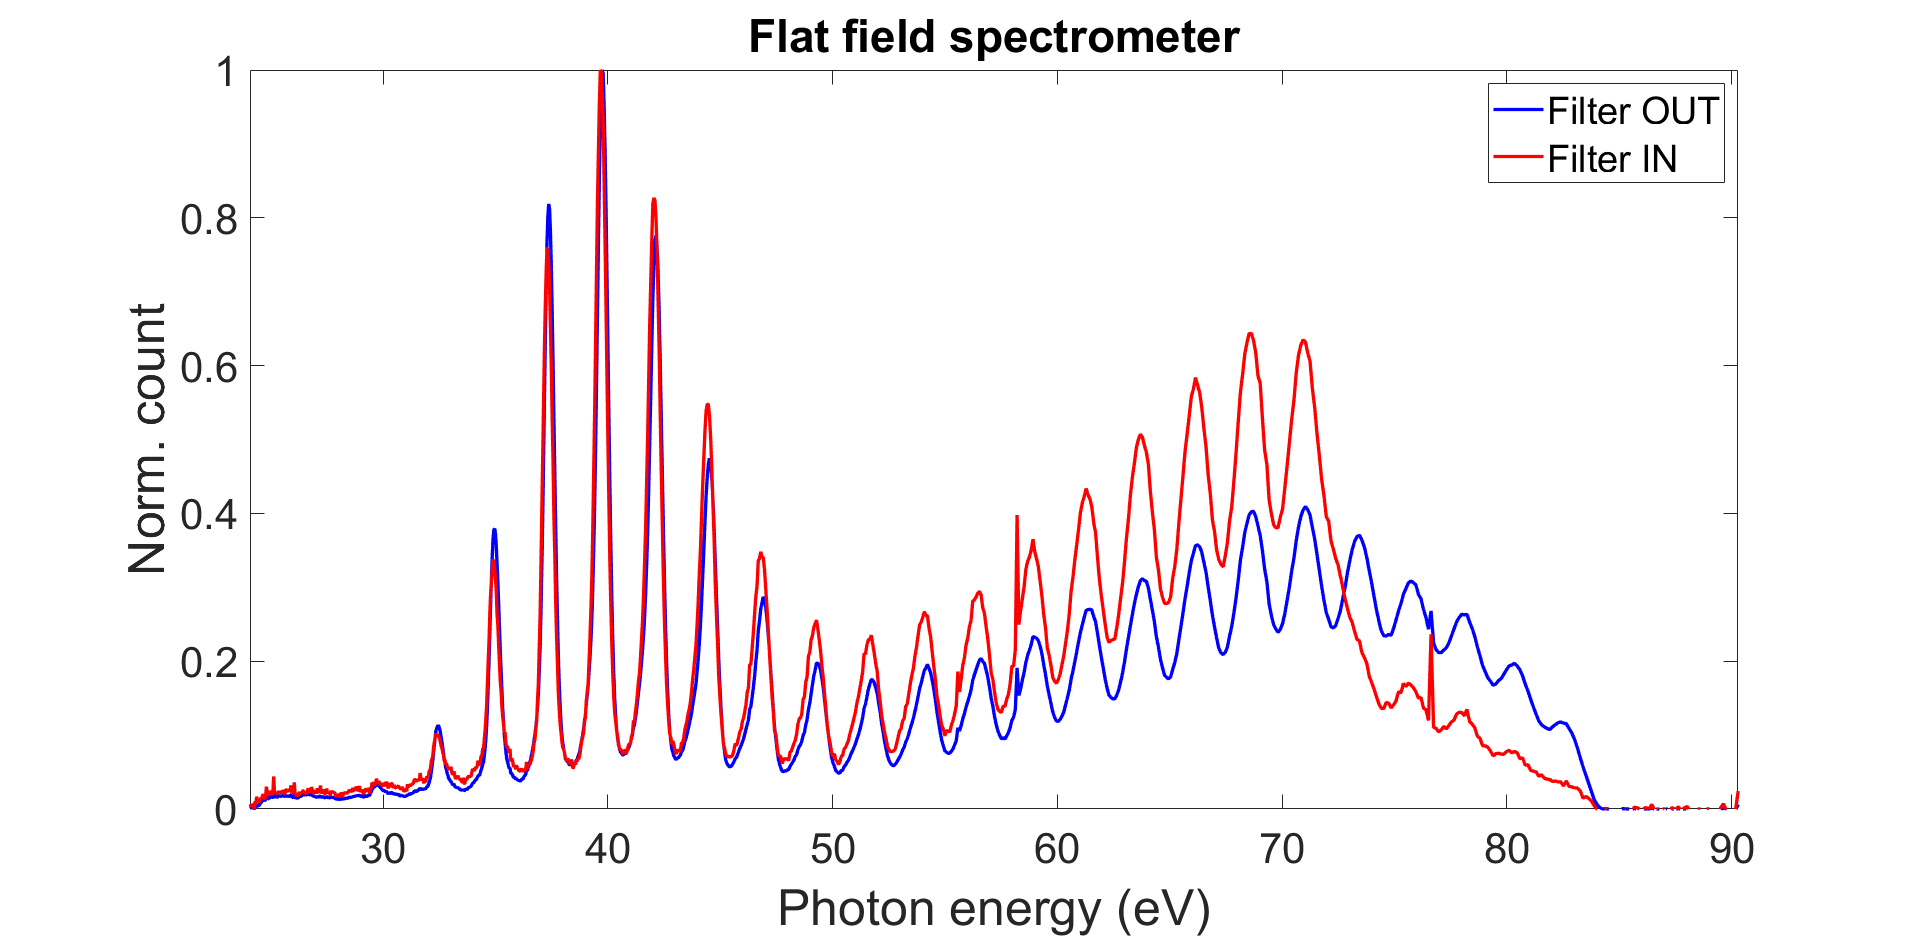 Flat field spectrometer
Filter OUT
Filter IN
Norm. count
1
0.8
0.6
0.4
0.2
0
30 40 50 60 70 80 90
Photon energy (eV)